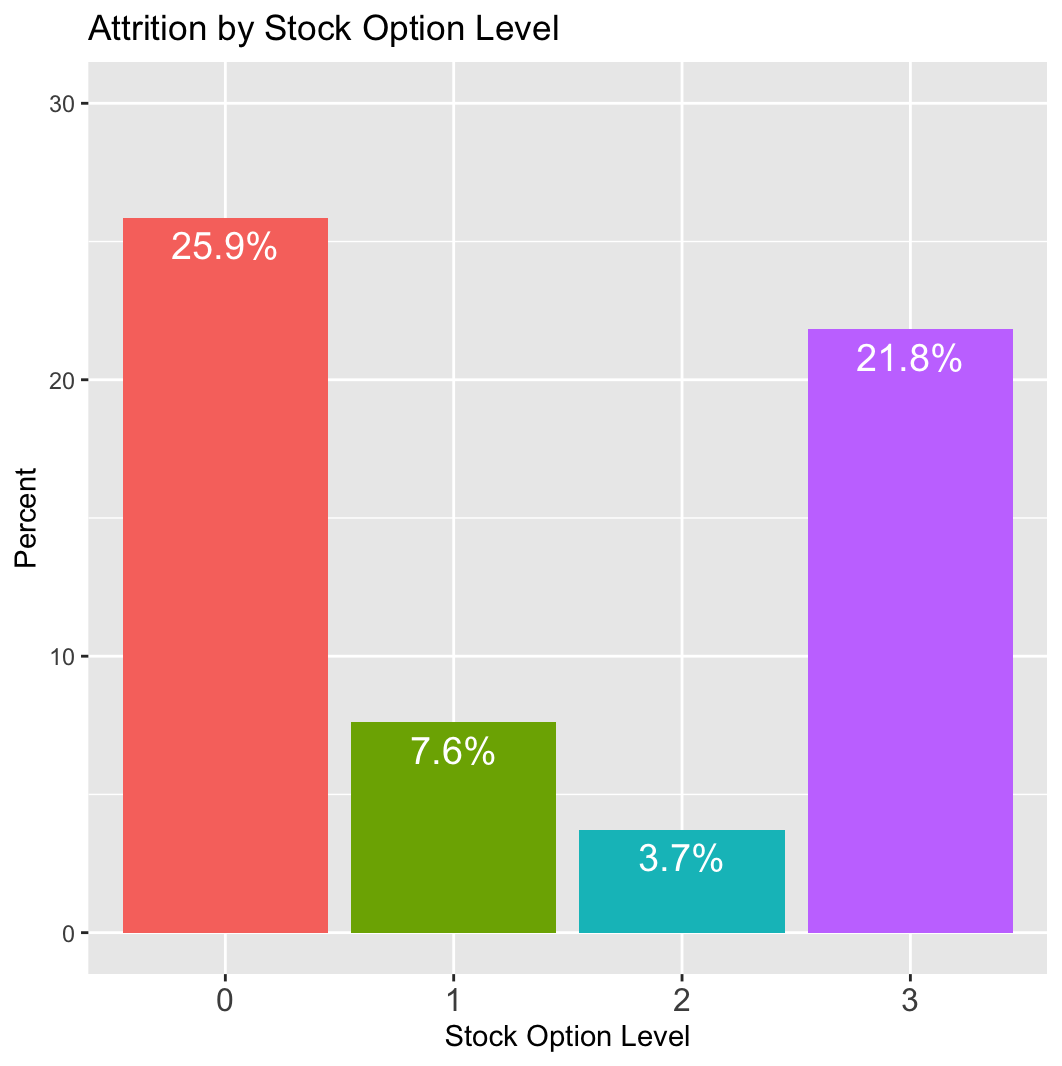 Attrition by Stock Option Level
30
20
10
0
Percent
25.9%
7.6%
3.7%
21.8%
0 1 2 3
Stock Option Level